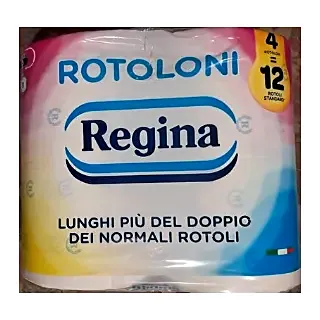 ROTOLONI
4
ROTOLONI
=
12
ROTOLI
STANDARD
Regina
LUNGHI PIÙ DEL DOPPIO
DEI NORMALI ROTOLI